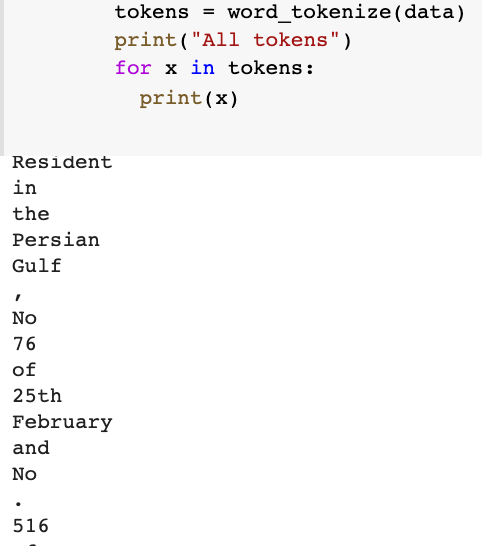 tokens = word_tokenize(data)
print("All tokens")
for x in tokens:
print(x)
Resident
in
the
Persian
Gulf
,
No
76
of
25th
February
and
No
.
516